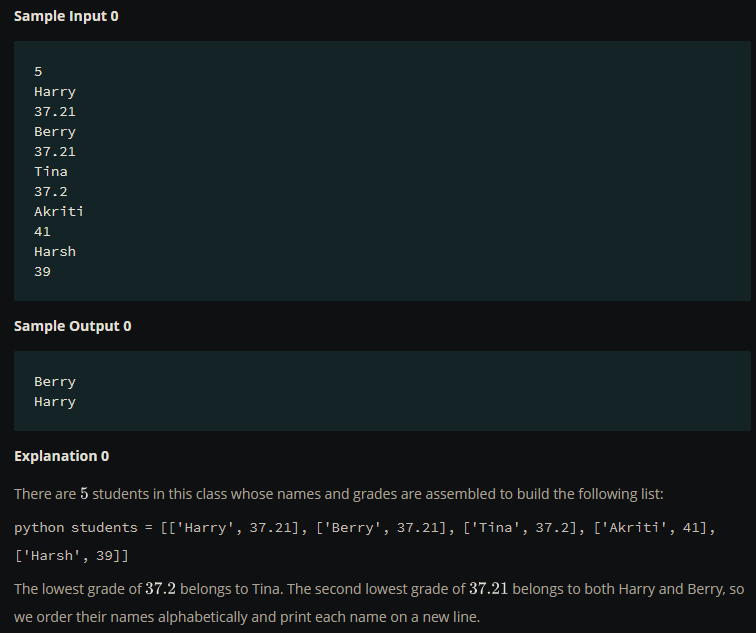 Sample Input 0
5
Harry
37.21
Berry
37.21
Tina
37.2
Akriti
41
Harsh
39
Sample Output 0
Berry
Harry
Explanation 0
There are 5 students in this class whose names and grades are assembled to build the following list:
python students = [['Harry', 37.21], ['Berry', 37.21], ['Tina', 37.2], ['Akriti', 41],
['Harsh', 39]]
The lowest grade of 37.2 belongs to Tina. The second lowest grade of 37.21 belongs to both Harry and Berry, so
we order their names alphabetically and print each name on a new line.